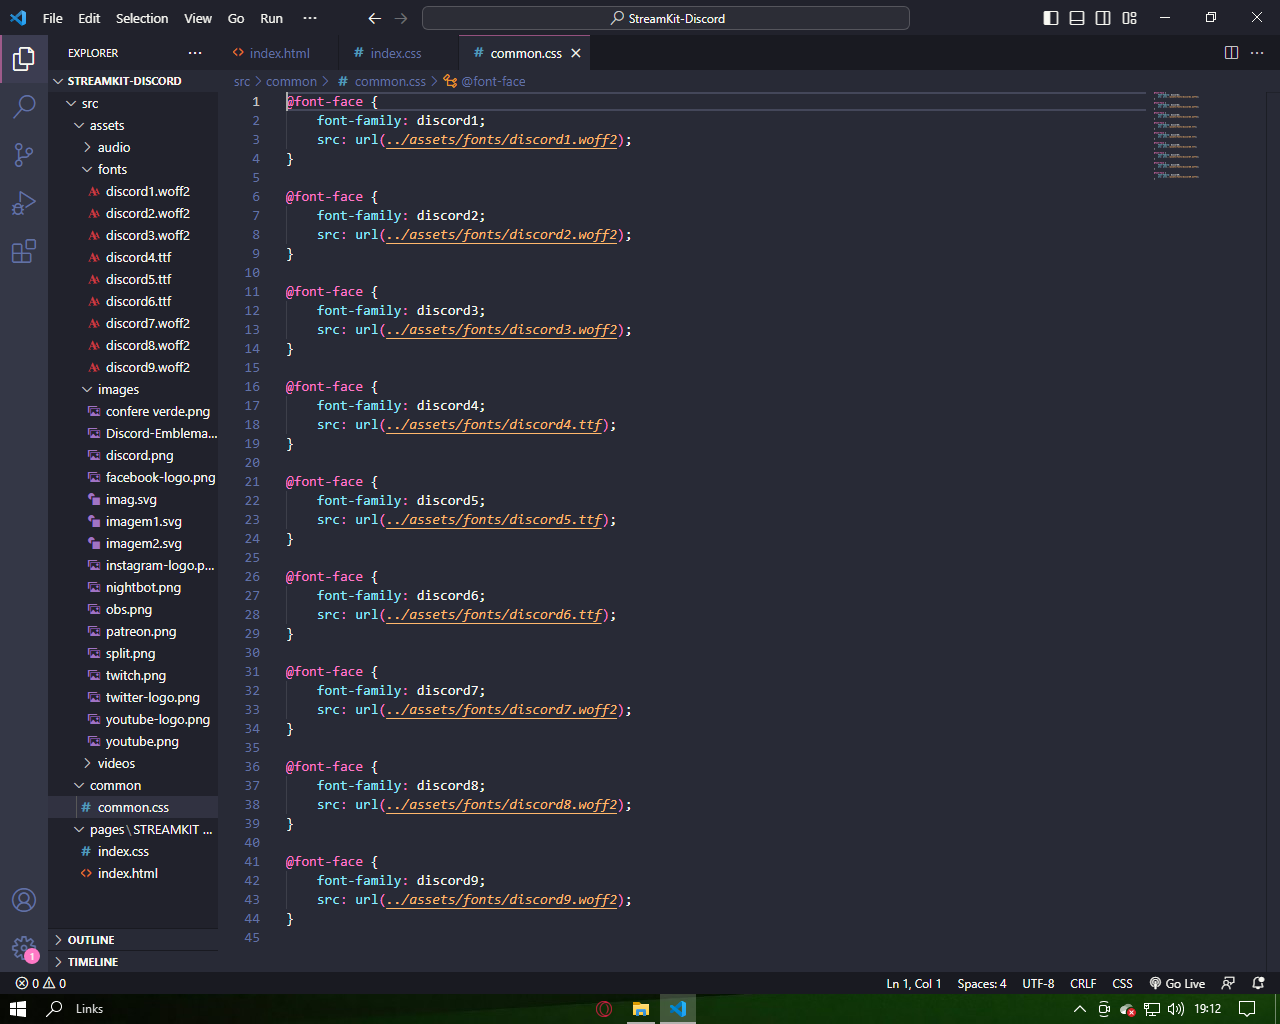 File Edit Selection View Go Run ··· StreamKit-Discord
EXPLORER ···
index.html
# index.css
# common.css
STREAMKIT-DISCORD
src > common > # common.css > @font-face
src
assets
audio
fonts
discord1.woff2
discord2.woff2
discord3.woff2
discord4.ttf
discord5.ttf
discord6.ttf
discord7.woff2
discord8.woff2
discord9.woff2
images
confere verde.png
Discord-Emblema...
discord.png
facebook-logo.png
imag.svg
imagem1.svg
imagem2.svg
instagram-logo.p...
nightbot.png
obs.png
patreon.png
split.png
twitch.png
twitter-logo.png
youtube-logo.png
youtube.png
videos
common
# common.css
pages\STREAMKIT ...
# index.css
index.html
OUTLINE
TIMELINE
1 @font-face {
2 font-family: discord1;
3 src: url(../assets/fonts/discord1.woff2);
4 }
5
6 @font-face {
7 font-family: discord2;
8 src: url(../assets/fonts/discord2.woff2);
9 }
10
11 @font-face {
12 font-family: discord3;
13 src: url(../assets/fonts/discord3.woff2);
14 }
15
16 @font-face {
17 font-family: discord4;
18 src: url(../assets/fonts/discord4.ttf);
19 }
20
21 @font-face {
22 font-family: discord5;
23 src: url(../assets/fonts/discord5.ttf);
24 }
25
26 @font-face {
27 font-family: discord6;
28 src: url(../assets/fonts/discord6.ttf);
29 }
30
31 @font-face {
32 font-family: discord7;
33 src: url(../assets/fonts/discord7.woff2);
34 }
35
36 @font-face {
37 font-family: discord8;
38 src: url(../assets/fonts/discord8.woff2);
39 }
40
41 @font-face {
42 font-family: discord9;
43 src: url(../assets/fonts/discord9.woff2);
44 }
45
1
0 0 Ln 1, Col 1 Spaces: 4 UTF-8 CRLF CSS Go Live
Links 19:12